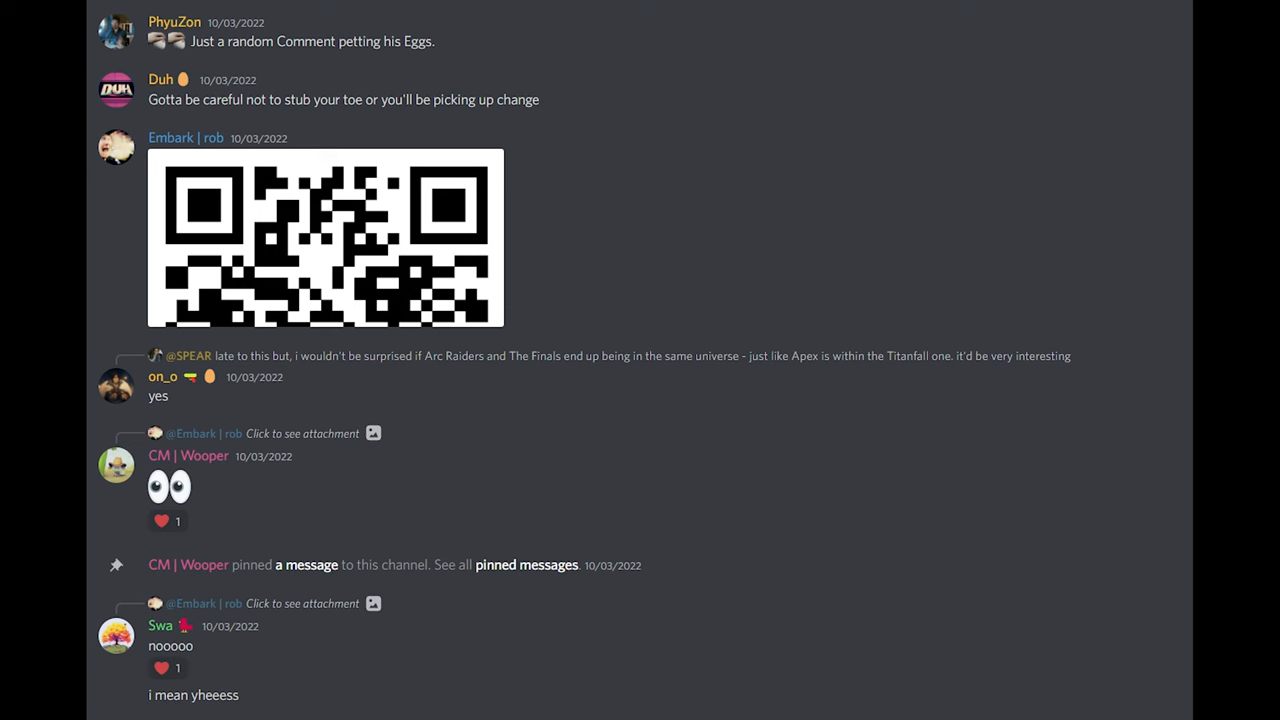 PhyuZon 10/03/2022
Just a random Comment petting his Eggs.
DUH
Duh 10/03/2022
Gotta be careful not to stub your toe or you'll be picking up change
Embark | rob 10/03/2022
@SPEAR late to this but, i wouldn't be surprised if Arc Raiders and The Finals end up being in the same universe - just like Apex is within the Titanfall one. it'd be very interesting
on_o 10/03/2022
yes
@Embark | rob Click to see attachment
CM | Wooper 10/03/2022
1
CM | Wooper pinned a message to this channel. See all pinned messages. 10/03/2022
@Embark | rob Click to see attachment
Swa 10/03/2022
nooooo
1
i mean yheeess